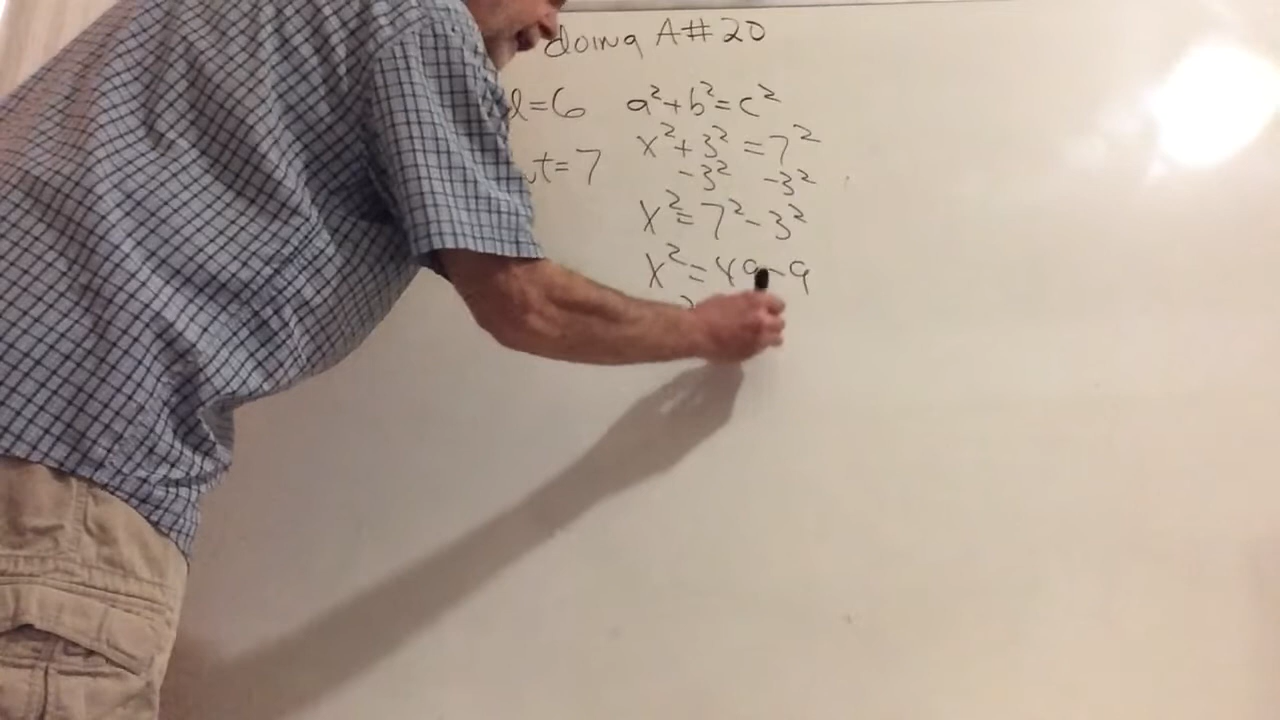 doing A#20
l=6
a²+b²=c²
t=7
x²+3²=7²
-3² -3²
x²=7²-3²
x²=49-9